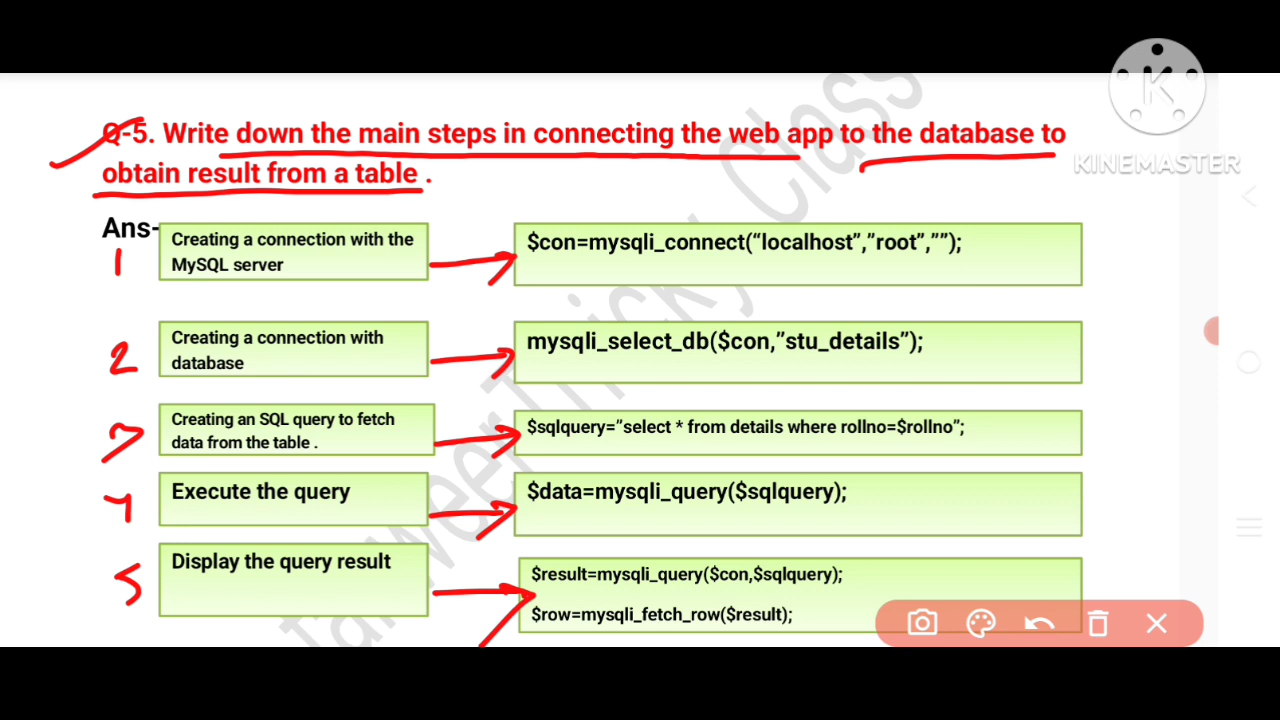 KINEMASTER
Q-5. Write down the main steps in connecting the web app to the database to
obtain result from a table .
Ans-
1
Creating a connection with the
MySQL server
$con=mysqli_connect(“localhost”,”root”,””);
2
Creating a connection with
database
mysqli_select_db($con,”stu_details”);
3
Creating an SQL query to fetch
data from the table .
$sqlquery=”select * from details where rollno=$rollno”;
4
Execute the query
$data=mysqli_query($sqlquery);
5
Display the query result
$result=mysqli_query($con,$sqlquery);
$row=mysqli_fetch_row($result);